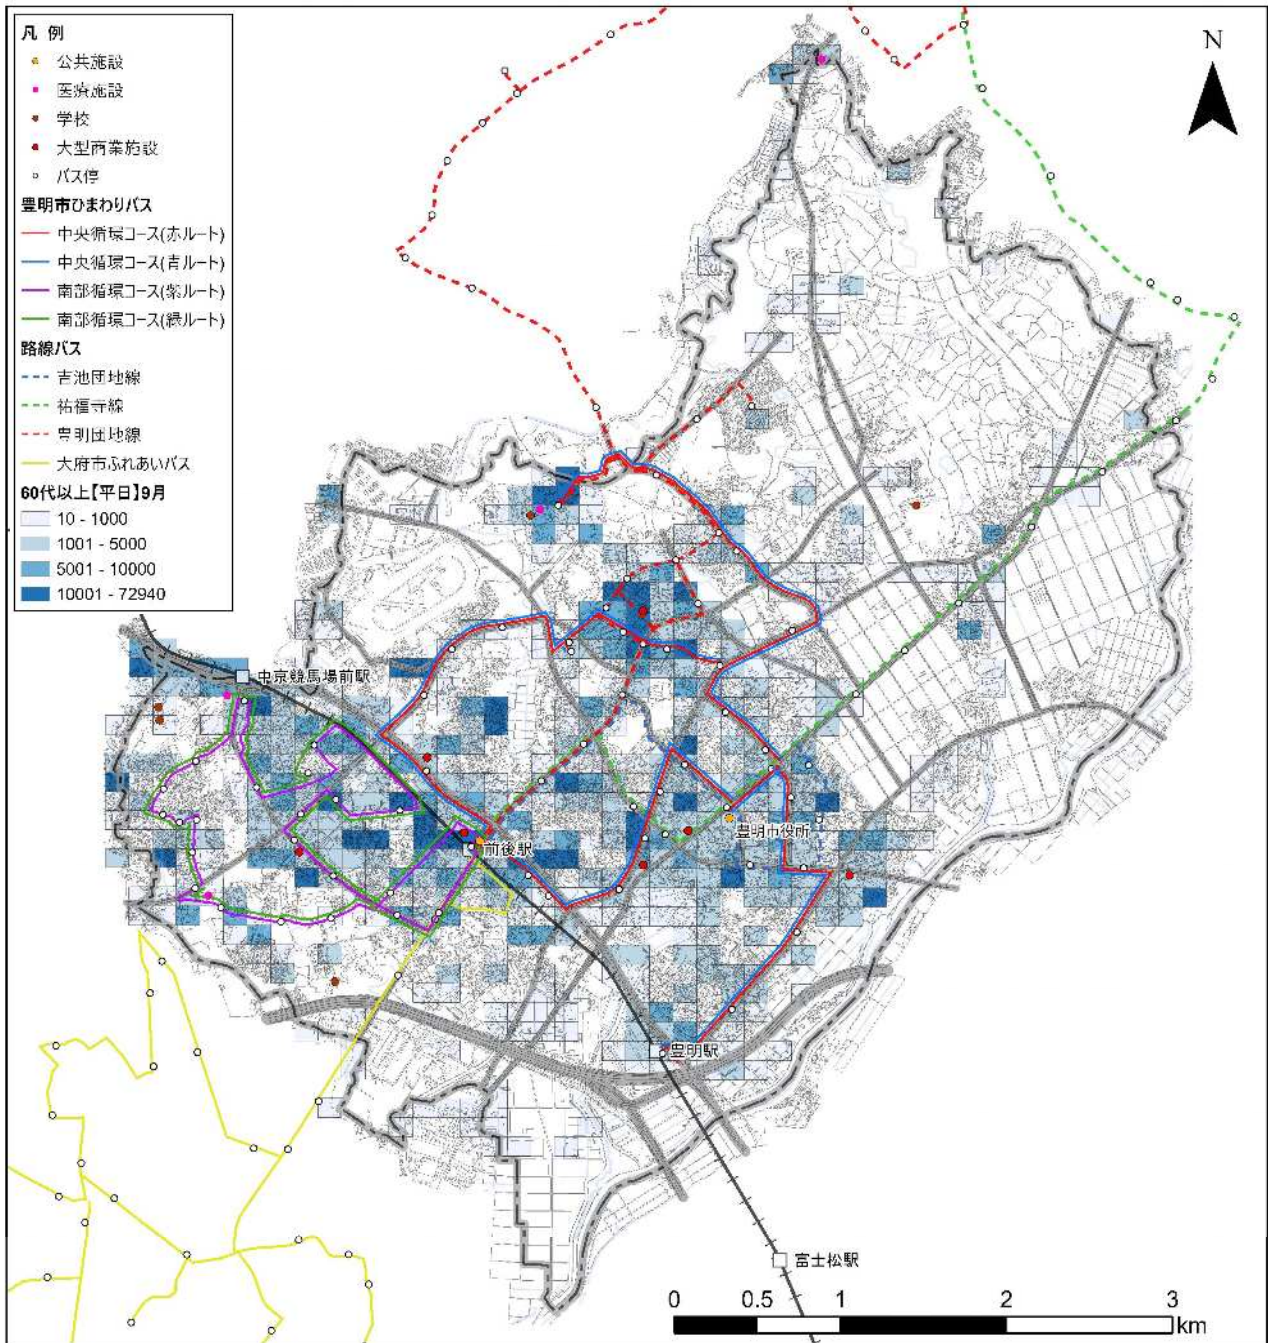 凡 例
公共施設
医療施設
学校
大型商業施設
バス停
豊明市ひまわりバス
中央循環コース(赤ルート)
中央循環コース(青ルート)
南部循環コース(紫ルート)
南部循環コース(緑ルート)
路線バス
吉池団地線
祐福寺線
豊明団地線
大府市ふれあいバス
60代以上【平日】9月
10 - 1000
1001 - 5000
5001 - 10000
10001 - 72940
N
中京競馬場前駅
豊明市役所
前後駅
豊明駅
富士松駅
0 0.5 1 2 3
km